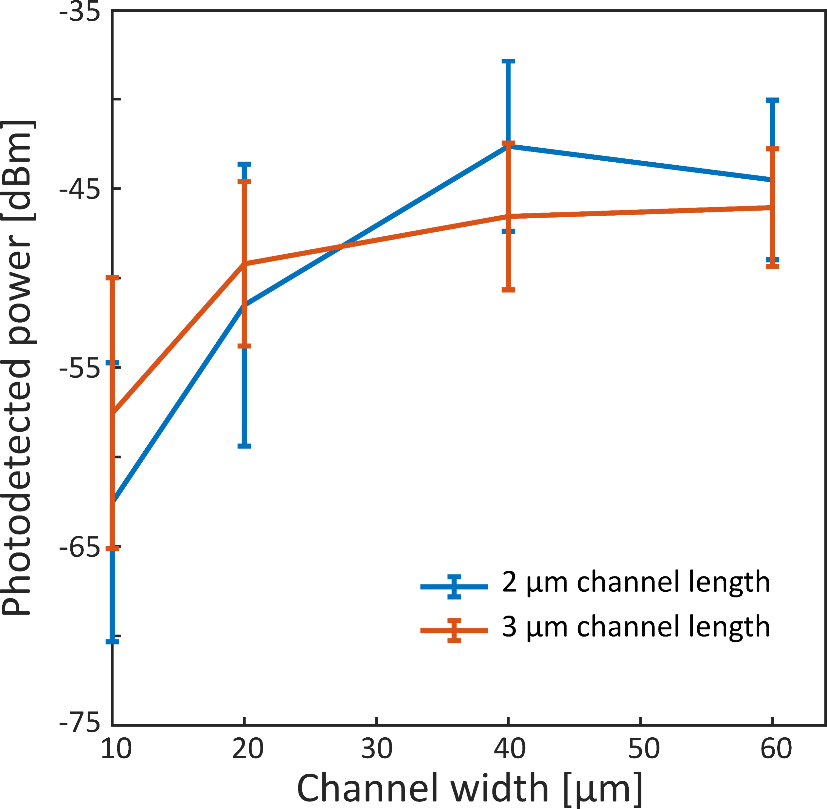 -35
-45
-55
-65
-75
Photodetected power [dBm]
2 µm channel length
3 µm channel length
10 20 30 40 50 60
Channel width [µm]